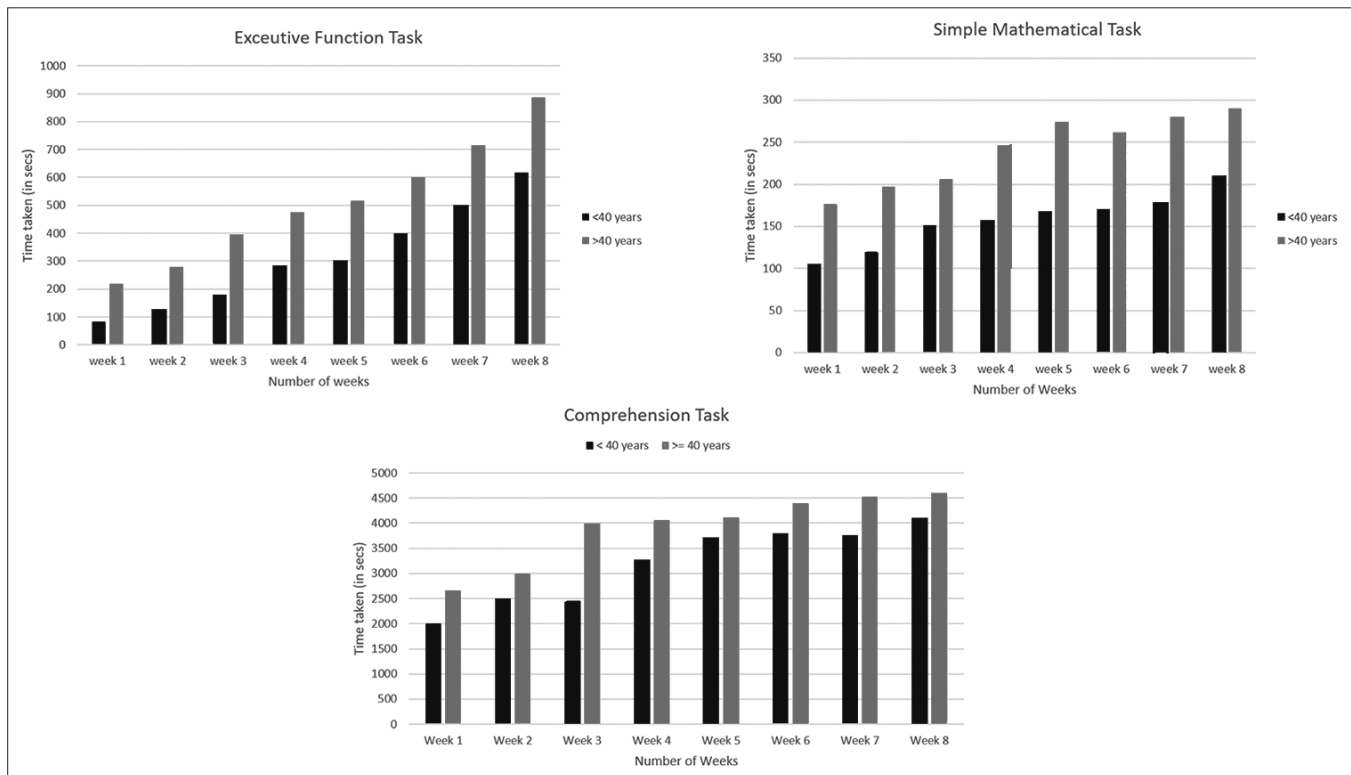 Exceutive Function Task
1000
900
800
700
600
500
400
300
200
100
0
Time taken (in secs)
week 1 week 2 week 3 week 4 week 5 week 6 week 7 week 8
Number of weeks
<40 years
>40 years
Simple Mathematical Task
350
300
250
200
150
100
50
0
Time taken (in secs)
week 1 week 2 week 3 week 4 week 5 week 6 week 7 week 8
Number of Weeks
<40 years
>40 years
Comprehension Task
< 40 years >= 40 years
5000
4500
4000
3500
3000
2500
2000
1500
1000
500
0
Time taken (in secs)
Week 1 Week 2 Week 3 Week 4 Week 5 Week 6 Week 7 Week 8
Number of Weeks